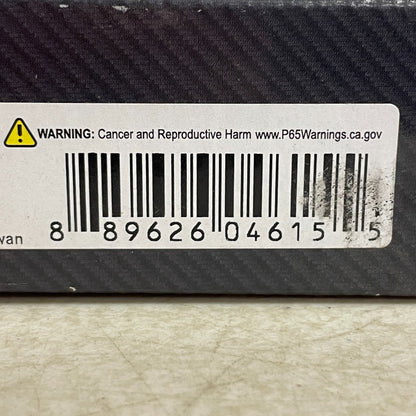 WARNING: Cancer and Reproductive Harm www.P65Warnings.ca.gov
wan
8 89626 04615 5